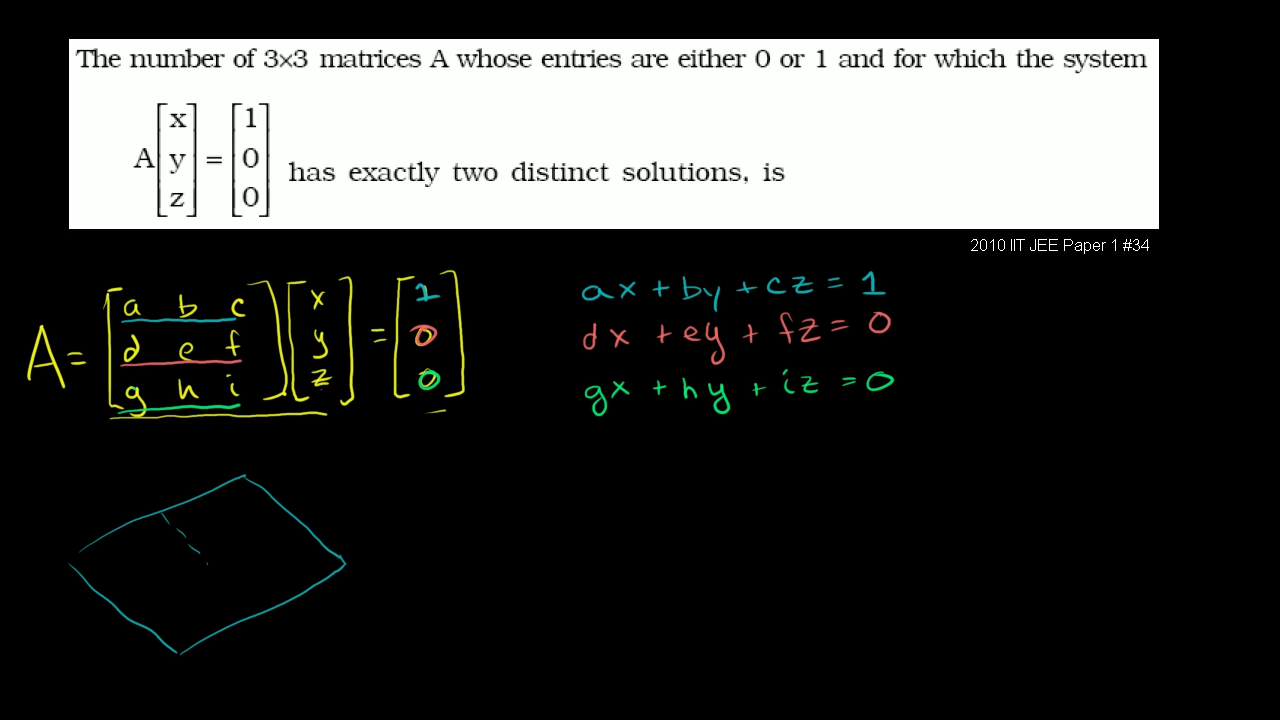 The number of 3×3 matrices A whose entries are either 0 or 1 and for which the system
A [x y z] = [1 0 0] has exactly two distinct solutions, is
2010 IIT JEE Paper 1 #34
A = [a b c] [x] = [1]
[d e f] [y] [0]
[g h i] [z] [0]
ax + by + cz = 1
dx + ey + fz = 0
gx + hy + iz = 0